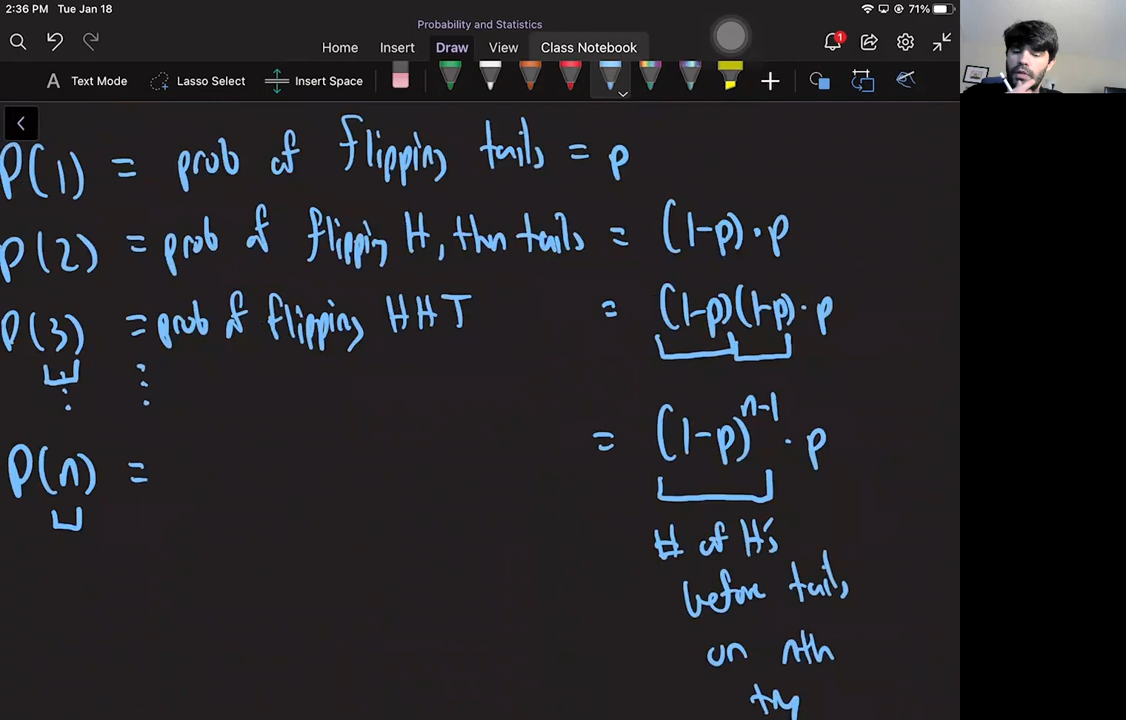 2:36 PM Tue Jan 18
71%
Probability and Statistics
Home Insert Draw View Class Notebook
1
A Text Mode Lasso Select Insert Space
P(1) = prob of flipping tails = p
P(2) = prob of flippin H, then tails = (1-p)·p
P(3) = prob of flipping HHT = (1-p)(1-p)·p
⋮ ⋮
P(n) = = (1-p)^{n-1}·p
# of H's
before tails
on nth
try